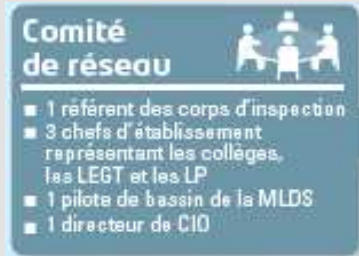 Comité
de réseau
■ 1 référent des corps d'inspection
■ 3 chefs d'établissement
représentant les collèges,
les LEGT et les LP
■ 1 pilote de bassin de la MLDS
■ 1 directeur de CIO